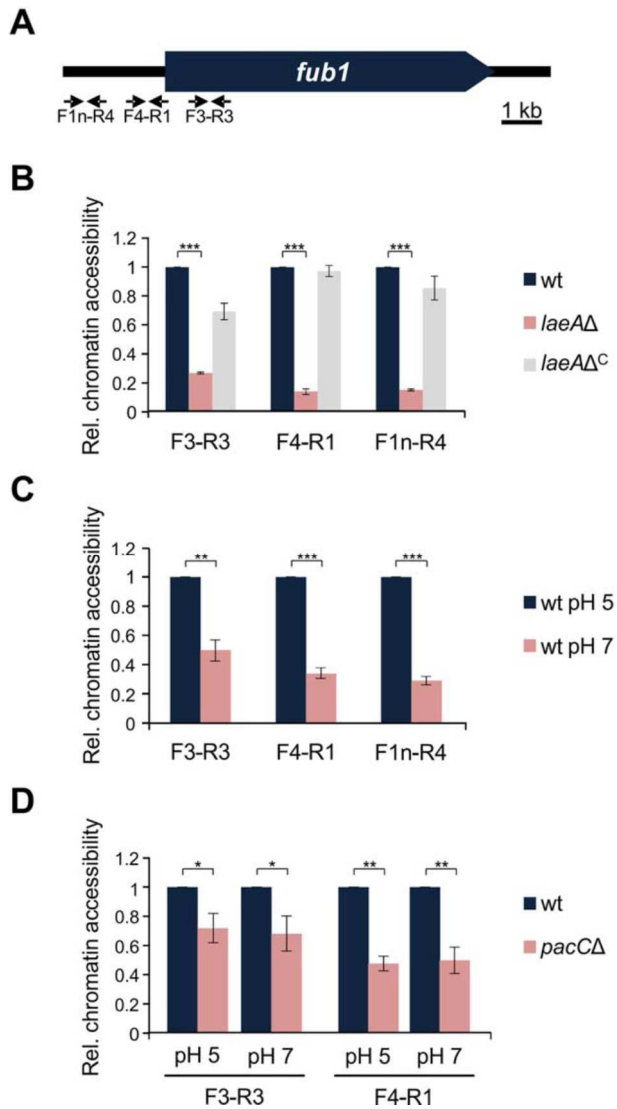 A
fub1
F1n-R4 F4-R1 F3-R3
1 kb
B
Rel. chromatin accessibility
1.2
1
0.8
0.6
0.4
0.2
0
*** *** ***
F3-R3 F4-R1 F1n-R4
wt
laeAΔ
laeAΔC
C
Rel. chromatin accessibility
1.2
1
0.8
0.6
0.4
0.2
0
** *** ***
F3-R3 F4-R1 F1n-R4
wt pH 5
wt pH 7
D
Rel. chromatin accessibility
1.2
1
0.8
0.6
0.4
0.2
0
* * ** **
pH 5 pH 7 pH 5 pH 7
F3-R3 F4-R1
wt
pacCΔ